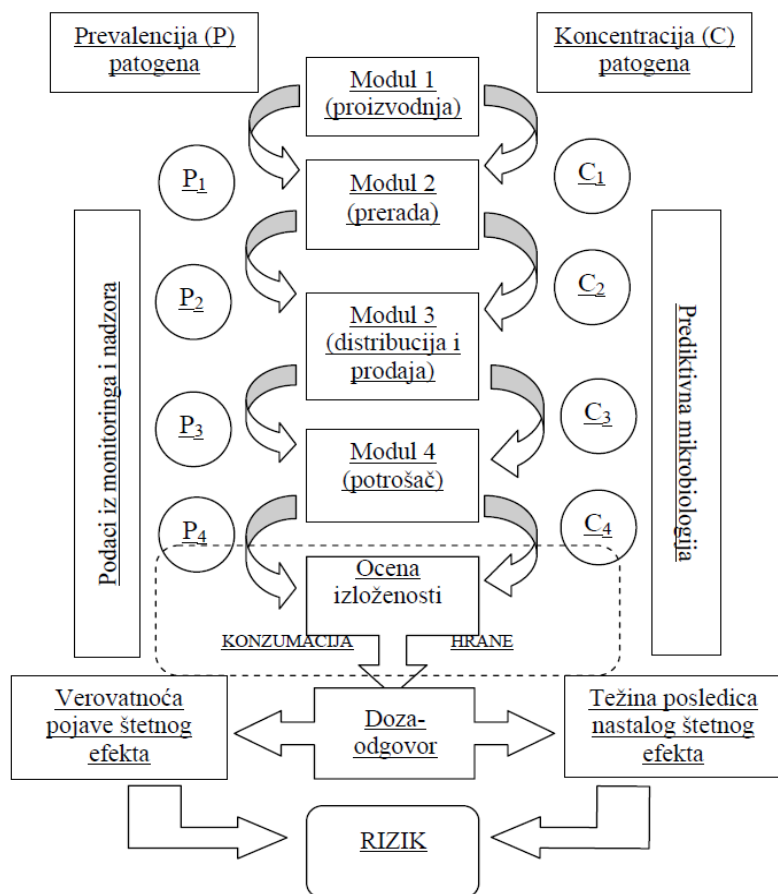 Prevalencija (P)
patogena
Koncentracija (C)
patogena
Modul 1
(proizvodnja)
P1
C1
Modul 2
(prerada)
P2
C2
Modul 3
(distribucija i
prodaja)
P3
C3
Modul 4
(potrošač)
P4
C4
Podaci iz monitoringa i nadzora
Prediktivna mikrobiologija
Ocena
izloženosti
KONZUMACIJA
HRANE
Verovatnoća
pojave štetnog
efekta
Doza-
odgovor
Težina posledica
nastalog štetnog
efekta
RIZIK